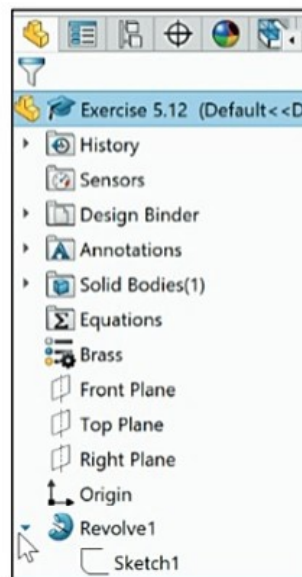 Exercise 5.12 (Default<<D
History
Sensors
Design Binder
Annotations
Solid Bodies(1)
Equations
Brass
Front Plane
Top Plane
Right Plane
Origin
Revolve1
Sketch1